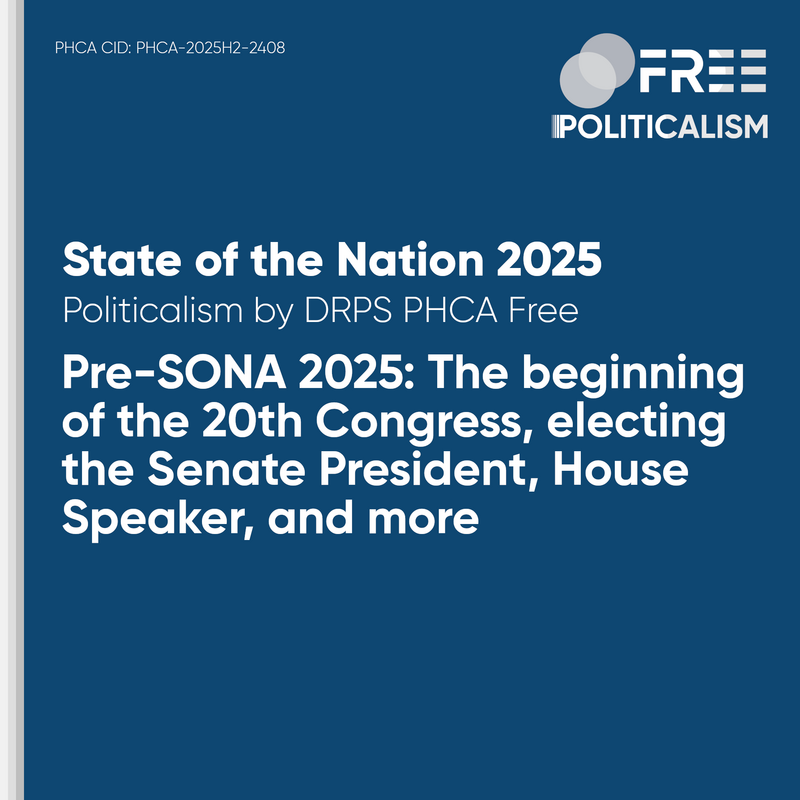 PHCA CID: PHCA-2025H2-2408
FREE
POLITICALISM
State of the Nation 2025
Politicalism by DRPS PHCA Free
Pre-SONA 2025: The beginning
of the 20th Congress, electing
the Senate President, House
Speaker, and more